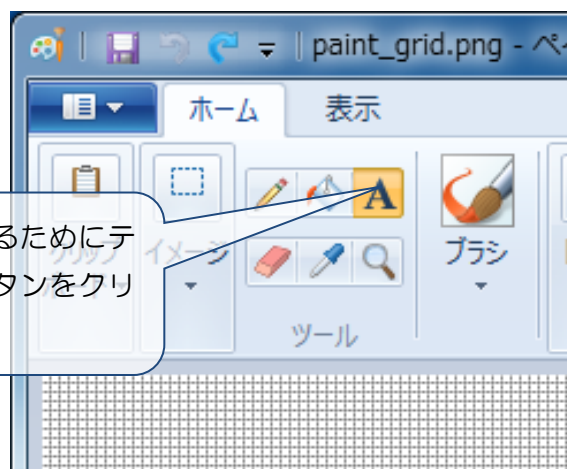 paint_grid.png - ペ
ホーム 表示
るためにテ
タンをクリ
イメージ
A
ブラシ
ツール